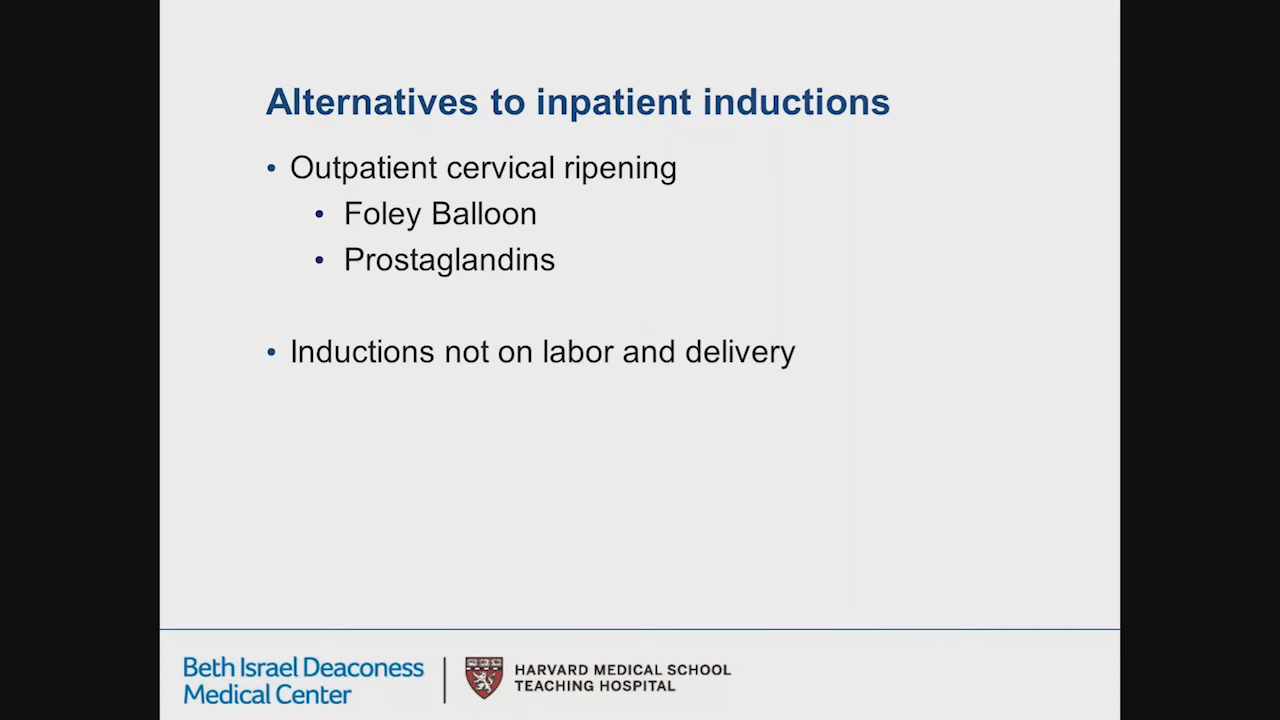 Alternatives to inpatient inductions
• Outpatient cervical ripening
• Foley Balloon
• Prostaglandins
• Inductions not on labor and delivery
Beth Israel Deaconess
Medical Center
HARVARD MEDICAL SCHOOL
TEACHING HOSPITAL